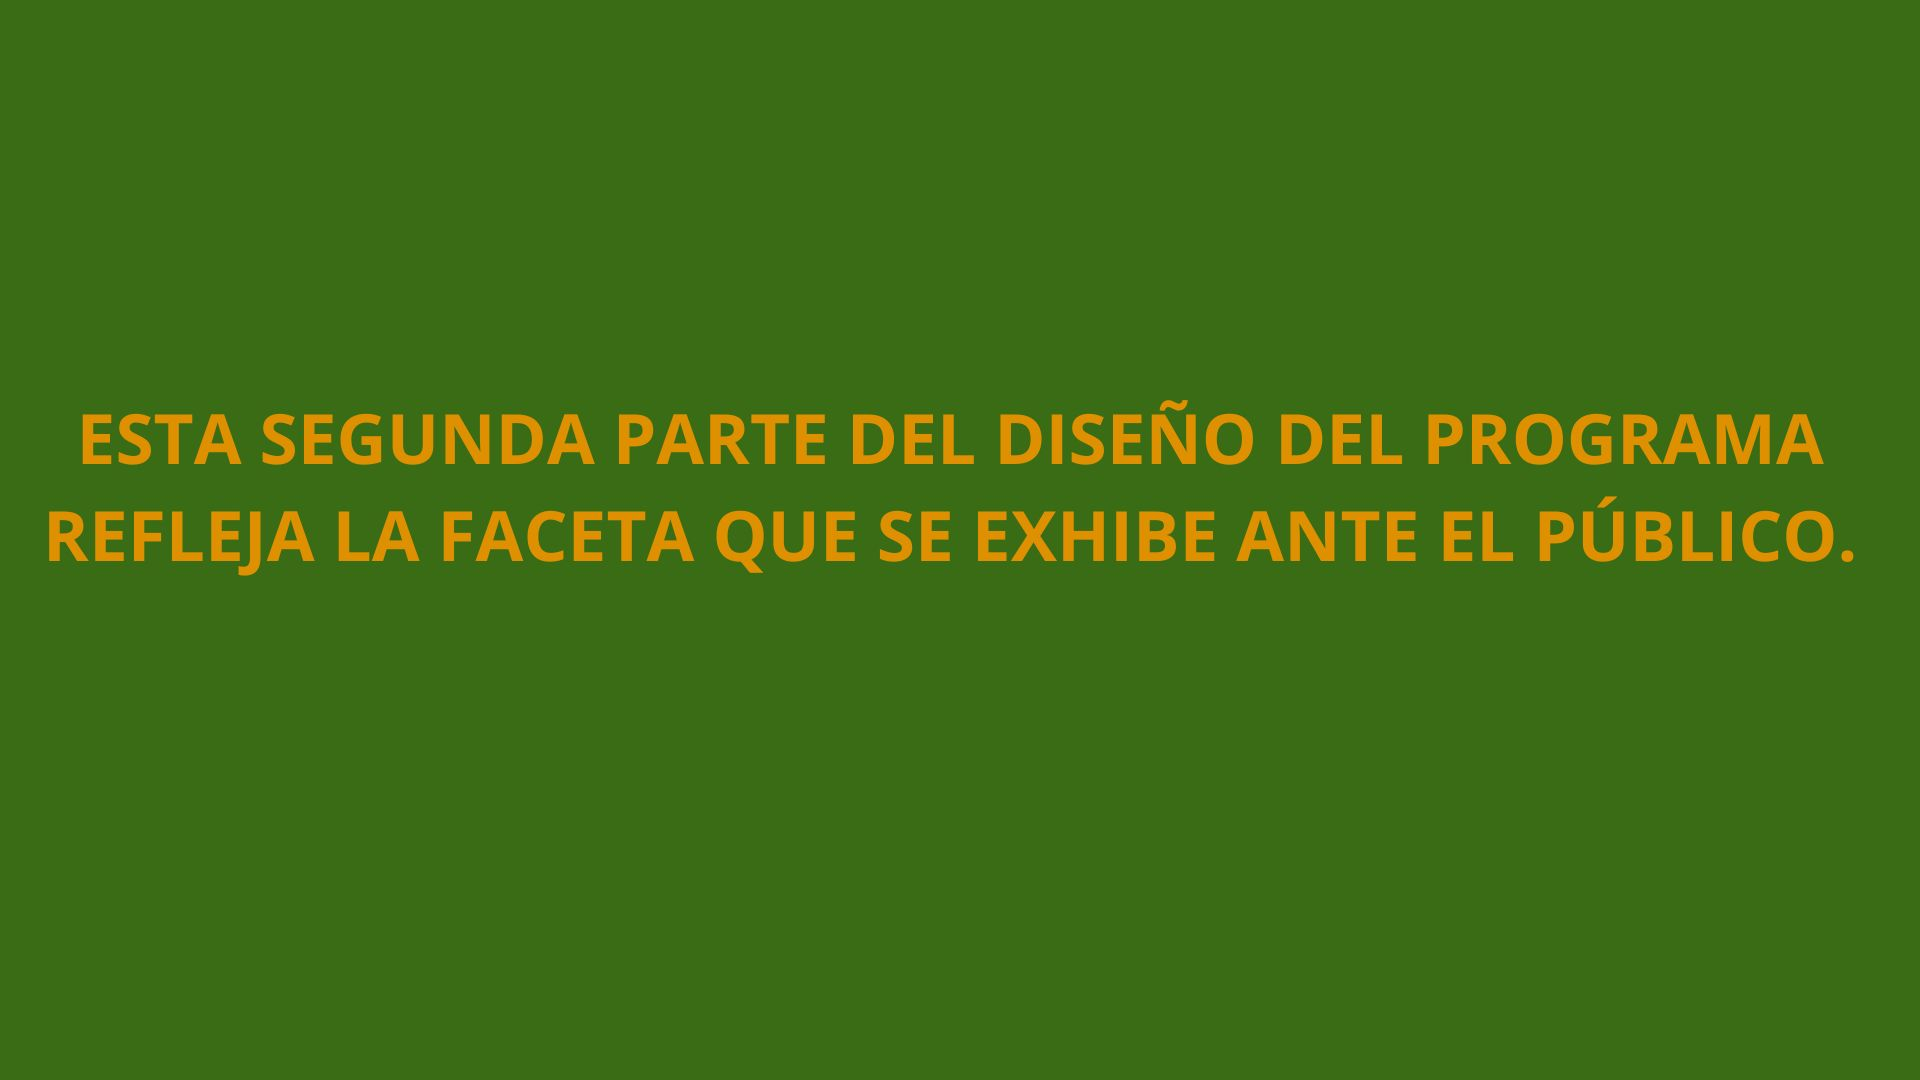 ESTA SEGUNDA PARTE DEL DISEÑO DEL PROGRAMA
REFLEJA LA FACETA QUE SE EXHIBE ANTE EL PÚBLICO.